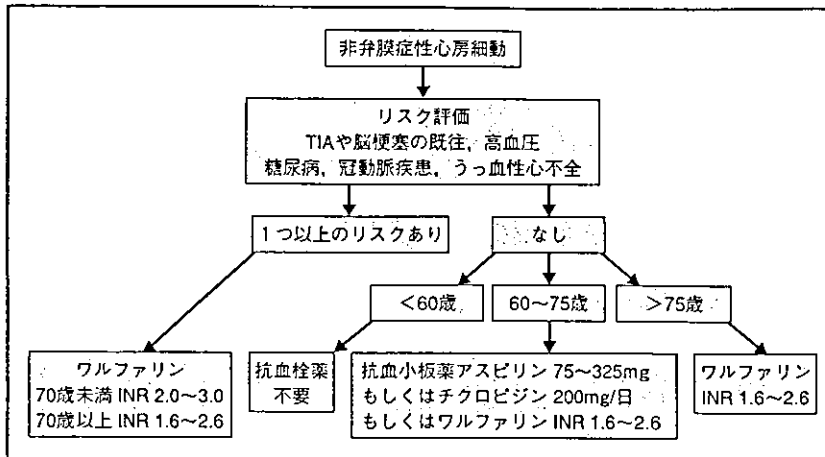 非弁膜症性心房細動
リスク評価
TIAや脳梗塞の既往，高血圧
糖尿病，冠動脈疾患，うっ血性心不全
1つ以上のリスクあり
なし
＜60歳
60～75歳
＞75歳
ワルファリン
70歳未満 INR 2.0～3.0
70歳以上 INR 1.6～2.6
抗血栓薬
不要
抗血小板薬アスピリン 75～325mg
もしくはチクロピジン 200mg/日
もしくはワルファリン INR 1.6～2.6
ワルファリン
INR 1.6～2.6